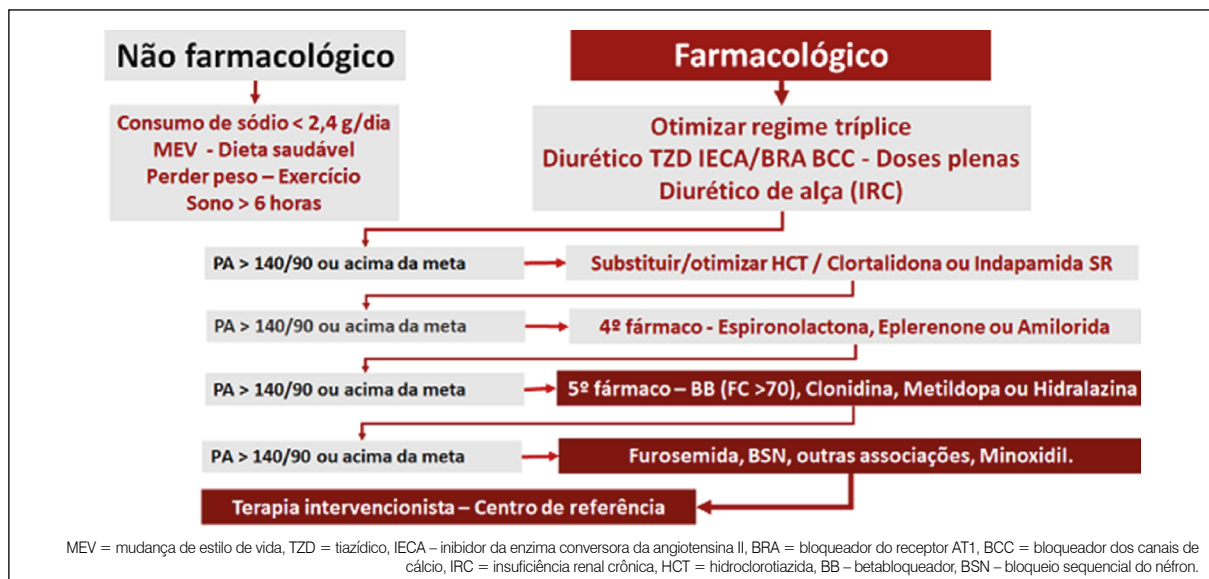 Não farmacológico
Farmacológico
Consumo de sódio < 2,4 g/dia
MEV - Dieta saudável
Perder peso – Exercício
Sono > 6 horas
Otimizar regime tríplice
Diurético TZD IECA/BRA BCC - Doses plenas
Diurético de alça (IRC)
PA > 140/90 ou acima da meta
Substituir/otimizar HCT / Clortalidona ou Indapamida SR
PA > 140/90 ou acima da meta
4º fármaco - Espironolactona, Eplerenone ou Amilorida
PA > 140/90 ou acima da meta
5º fármaco – BB (FC >70), Clonidina, Metildopa ou Hidralazina
PA > 140/90 ou acima da meta
Furosemida, BSN, outras associações, Minoxidil.
Terapia intervencionista – Centro de referência
MEV = mudança de estilo de vida, TZD = tiazídico, IECA – inibidor da enzima conversora da angiotensina II, BRA = bloqueador do receptor AT1, BCC = bloqueador dos canais de
cálcio, IRC = insuficiência renal crônica, HCT = hidroclorotiazida, BB – betabloqueador, BSN – bloqueio sequencial do néfron.